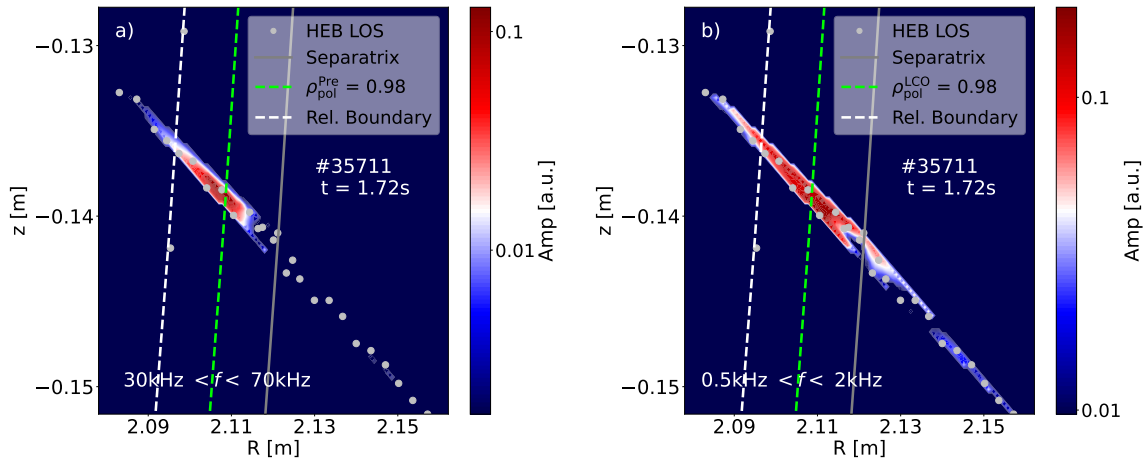 a)
HEB LOS
Separatrix
ρ_pol^Pre = 0.98
Rel. Boundary
#35711
t = 1.72s
30kHz < f < 70kHz
−0.13
−0.14
−0.15
z [m]
2.09 2.11 2.13 2.15
R [m]
0.1
0.01
Amp [a.u.]
b)
HEB LOS
Separatrix
ρ_pol^LCO = 0.98
Rel. Boundary
#35711
t = 1.72s
0.5kHz < f < 2kHz
−0.13
−0.14
−0.15
z [m]
2.09 2.11 2.13 2.15
R [m]
0.1
0.01
Amp [a.u.]